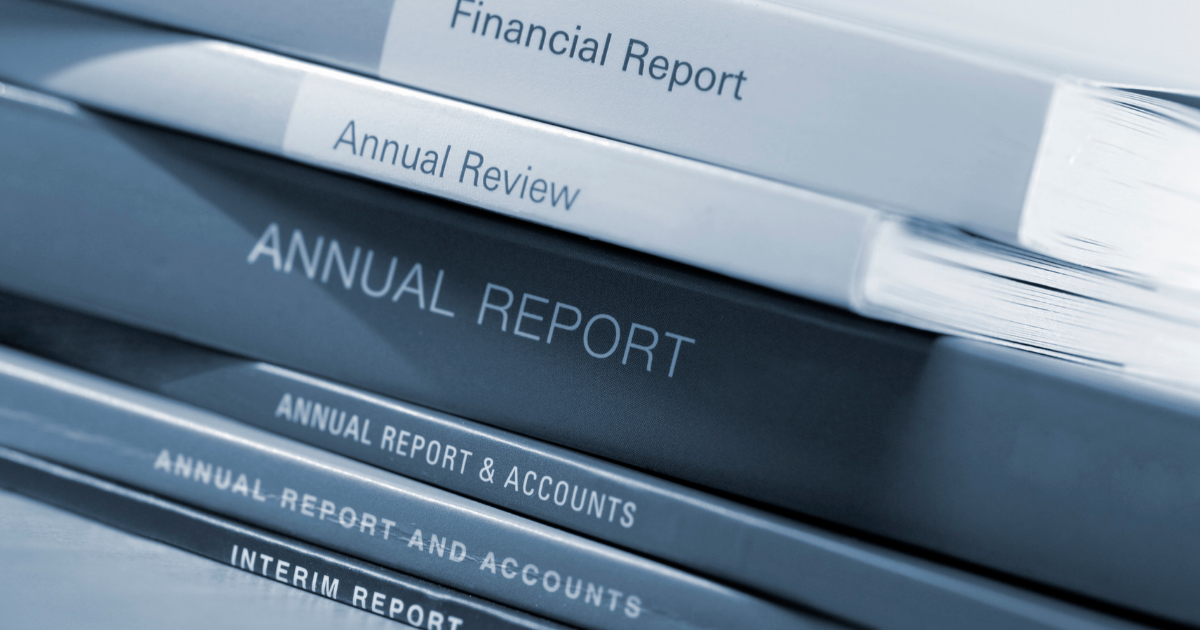 Financial Report
Annual Review
ANNUAL REPORT
ANNUAL REPORT & ACCOUNTS
ANNUAL REPORT AND ACCOUNTS
INTERIM REPORT